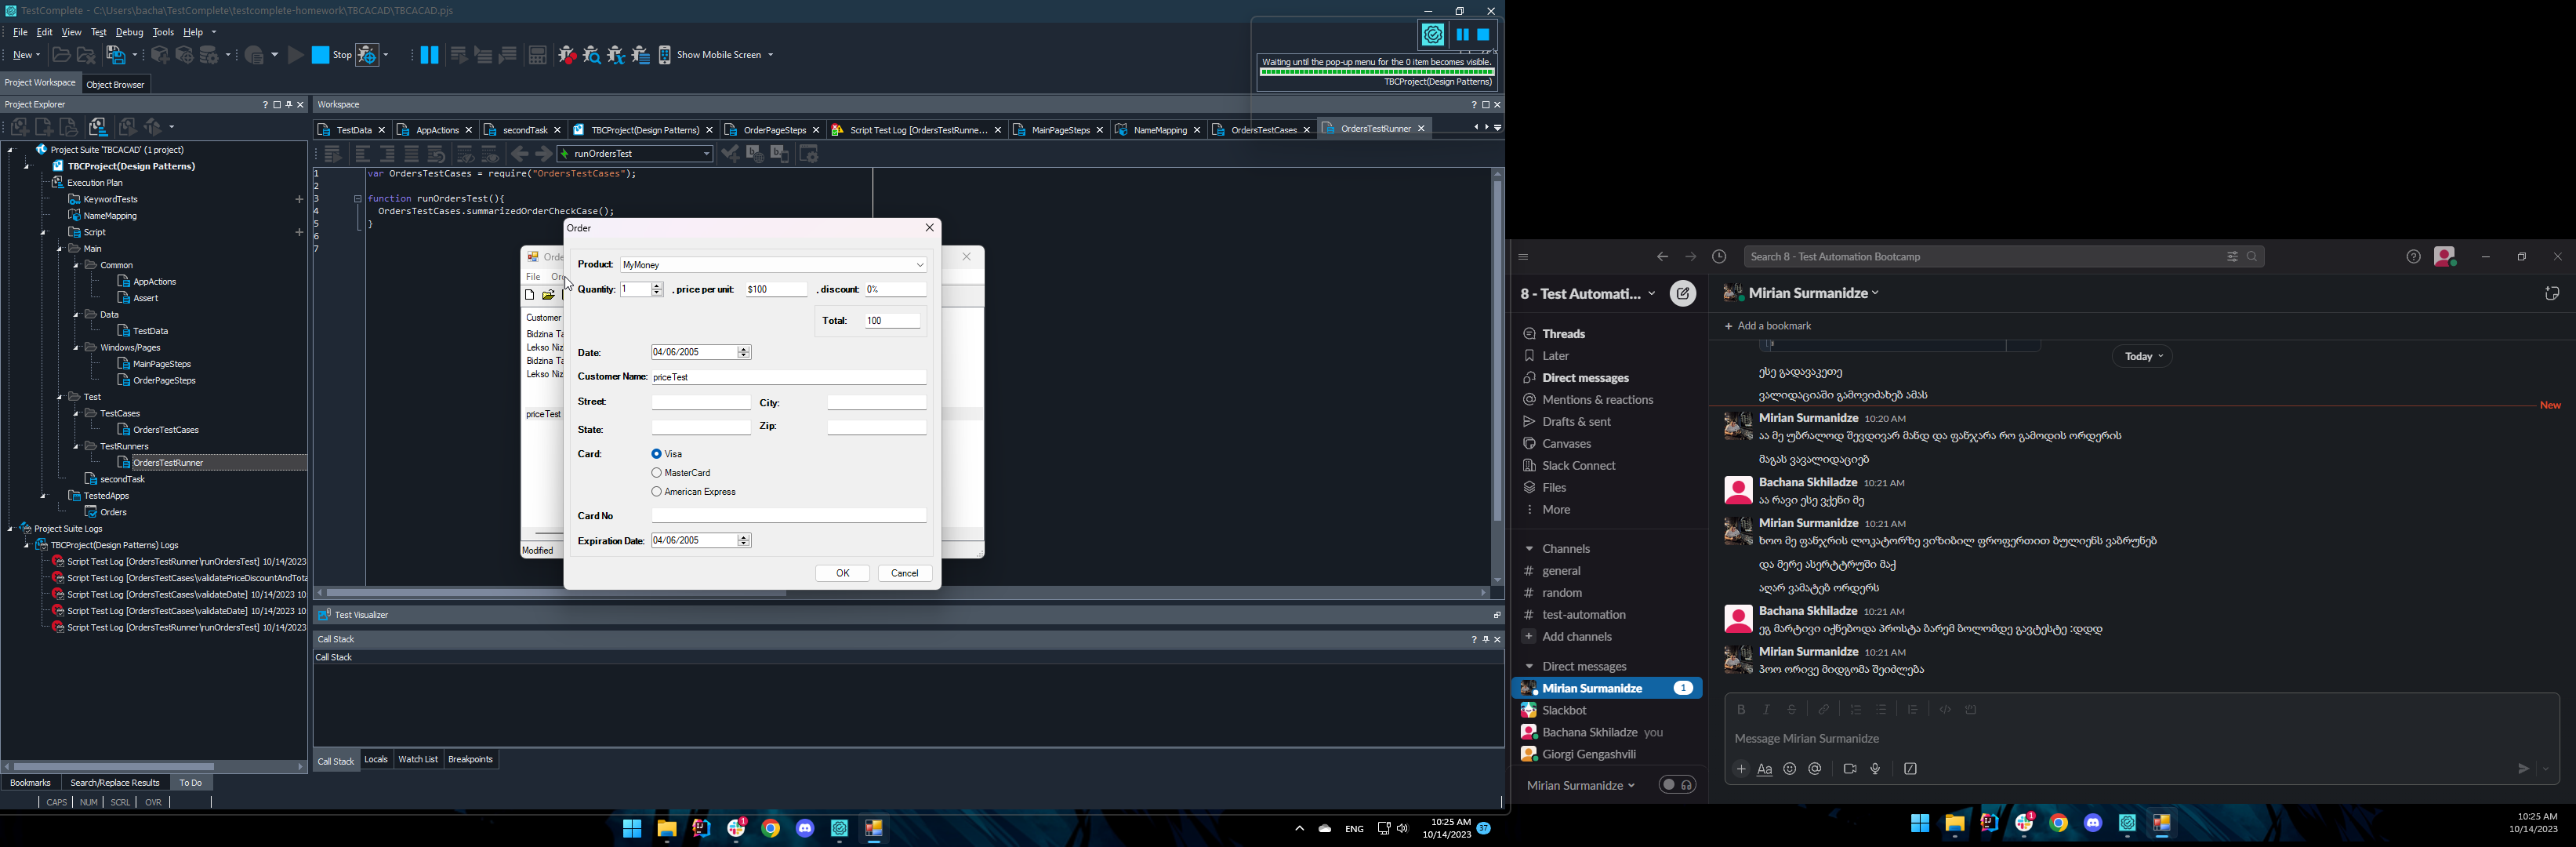 TestComplete - C:\Users\bacha\TestComplete\testcomplete-homework\TBCACAD\TBCACAD.pjs
File Edit View Test Debug Tools Help
New Stop Show Mobile Screen
Waiting until the pop-up menu for the 0 item becomes visible.
TBCProject(Design Patterns)
Project Workspace Object Browser
Project Explorer
Workspace
TestData AppActions secondTask TBCProject(Design Patterns) OrderPageSteps Script Test Log [OrdersTestRunne... MainPageSteps NameMapping OrdersTestCases OrdersTestRunner
runOrdersTest
Project Suite 'TBCACAD' (1 project)
TBCProject(Design Patterns)
Execution Plan
KeywordTests
NameMapping
Script
Main
Common
AppActions
Assert
Data
TestData
Windows/Pages
MainPageSteps
OrderPageSteps
Test
TestCases
OrdersTestCases
TestRunners
OrdersTestRunner
secondTask
TestedApps
Orders
Project Suite Logs
TBCProject(Design Patterns) Logs
Script Test Log [OrdersTestRunner\runOrdersTest] 10/14/2023
Script Test Log [OrdersTestCases\validatePriceDiscountAndTota
Script Test Log [OrdersTestCases\validateDate] 10/14/2023 10
Script Test Log [OrdersTestCases\validateDate] 10/14/2023 10
Script Test Log [OrdersTestRunner\runOrdersTest] 10/14/2023
Bookmarks Search/Replace Results To Do
CAPS NUM SCRL OVR
1 var OrdersTestCases = require("OrdersTestCases");
2
3 function runOrdersTest(){
4 OrdersTestCases.summarizedOrderCheckCase();
5 }
6
7
Orde
File Or
Customer
Bidzina Ta
Lekso Niz
Bidzina Ta
Lekso Niz
priceTest
Modified
Order
Product: MyMoney
Quantity: 1 , price per unit: $100 , discount: 0%
Total: 100
Date: 04/06/2005
Customer Name: priceTest
Street: City:
State: Zip:
Card: Visa
MasterCard
American Express
Card No
Expiration Date: 04/06/2005
OK Cancel
Test Visualizer
Call Stack
Call Stack
Call Stack Locals Watch List Breakpoints
ENG 10:25 AM
10/14/2023 37
Search 8 - Test Automation Bootcamp
8 - Test Automati...
Threads
Later
Direct messages
Mentions & reactions
Drafts & sent
Canvases
Slack Connect
Files
More
Channels
# general
# random
# test-automation
Add channels
Direct messages
Mirian Surmanidze 1
Slackbot
Bachana Skhiladze you
Giorgi Gengashvili
Mirian Surmanidze
Mirian Surmanidze
Add a bookmark
Today
ესე გადავაკეთე
ვალიდაციაში გამოვიძახებ ამას
New
Mirian Surmanidze 10:20 AM
აა მე უბრალოდ შევდივარ მანდ და ფანჯარა რო გამოდის ორდერის
მაგას ვავალიდაციებ
Bachana Skhiladze 10:21 AM
აა რავი ესე ვქენი მე
Mirian Surmanidze 10:21 AM
ხოო მე ფანჯრის ლოკატორზე ვიზიბილ ფროფერთით ბულიენს ვაბრუნებ
და მერე ასერტტრუში მაქ
აღარ ვამატებ ორდერს
Bachana Skhiladze 10:21 AM
ეგ მარტივი იქნებოდა პროსტა ბარემ ბოლომდე გავტესტე :დდდ
Mirian Surmanidze 10:21 AM
ჰოო ორივე მიდგომა შეიძლება
Message Mirian Surmanidze
10:25 AM
10/14/2023